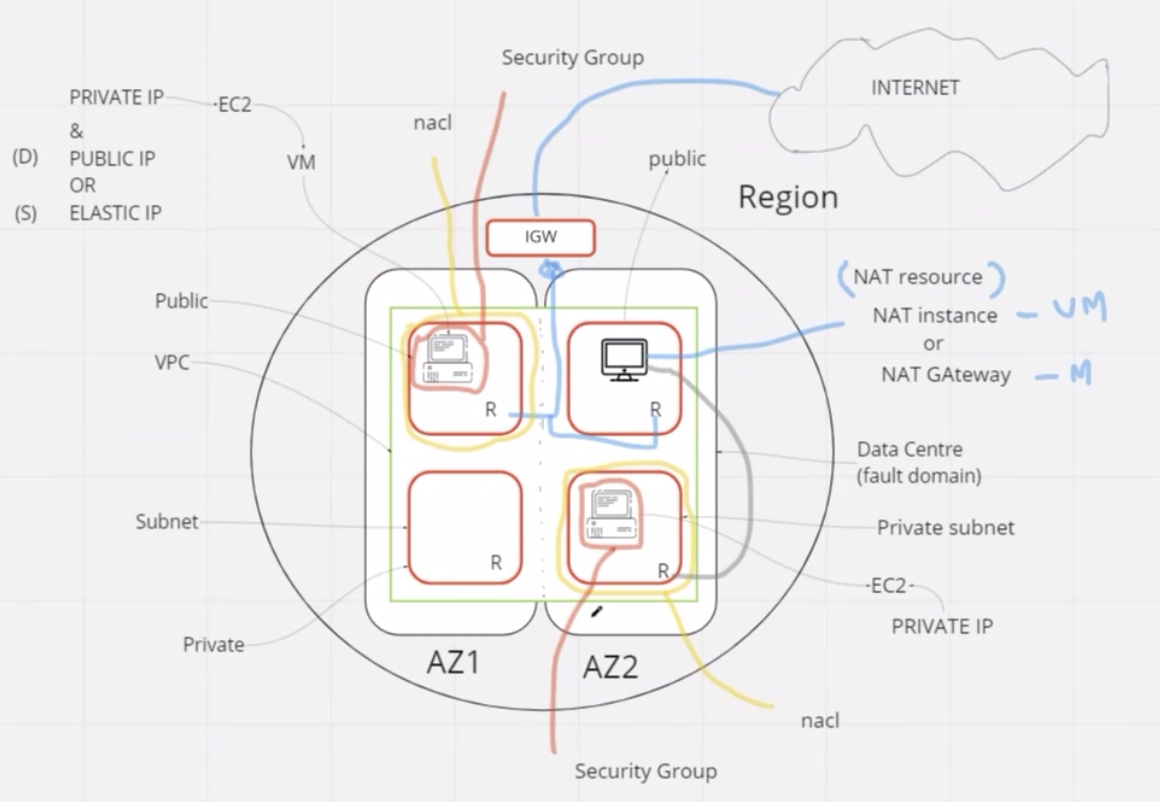 Security Group
INTERNET
PRIVATE IP
EC2
&
nacl
(D) PUBLIC IP
VM
public
OR
(S) ELASTIC IP
Region
IGW
(NAT resource)
Public
NAT instance - VM
or
VPC
NAT GAteway - M
R
R
Data Centre
(fault domain)
Subnet
Private subnet
R
R
EC2
PRIVATE IP
Private
AZ1
AZ2
nacl
Security Group